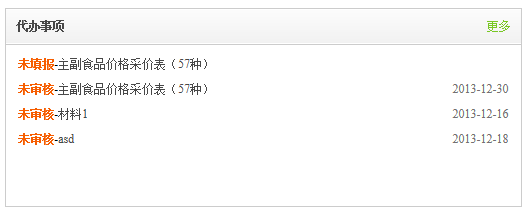 代办事项 更多
未填报-主副食品价格采价表（57种）
未审核-主副食品价格采价表（57种） 2013-12-30
未审核-材料1 2013-12-16
未审核-asd 2013-12-18